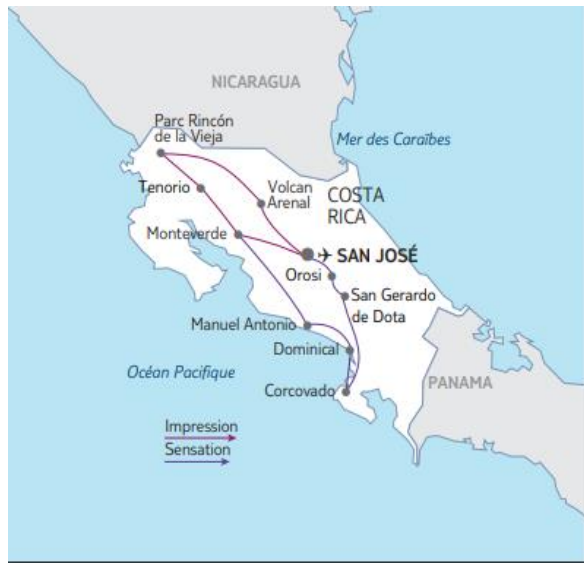 NICARAGUA
Parc Rincón
de la Vieja
Mer des Caraïbes
Tenorio
Volcan
Arenal
COSTA
RICA
Monteverde
SAN JOSÉ
Orosi
San Gerardo
de Dota
Manuel Antonio
Dominical
Océan Pacifique
PANAMA
Corcovado
Impression
Sensation